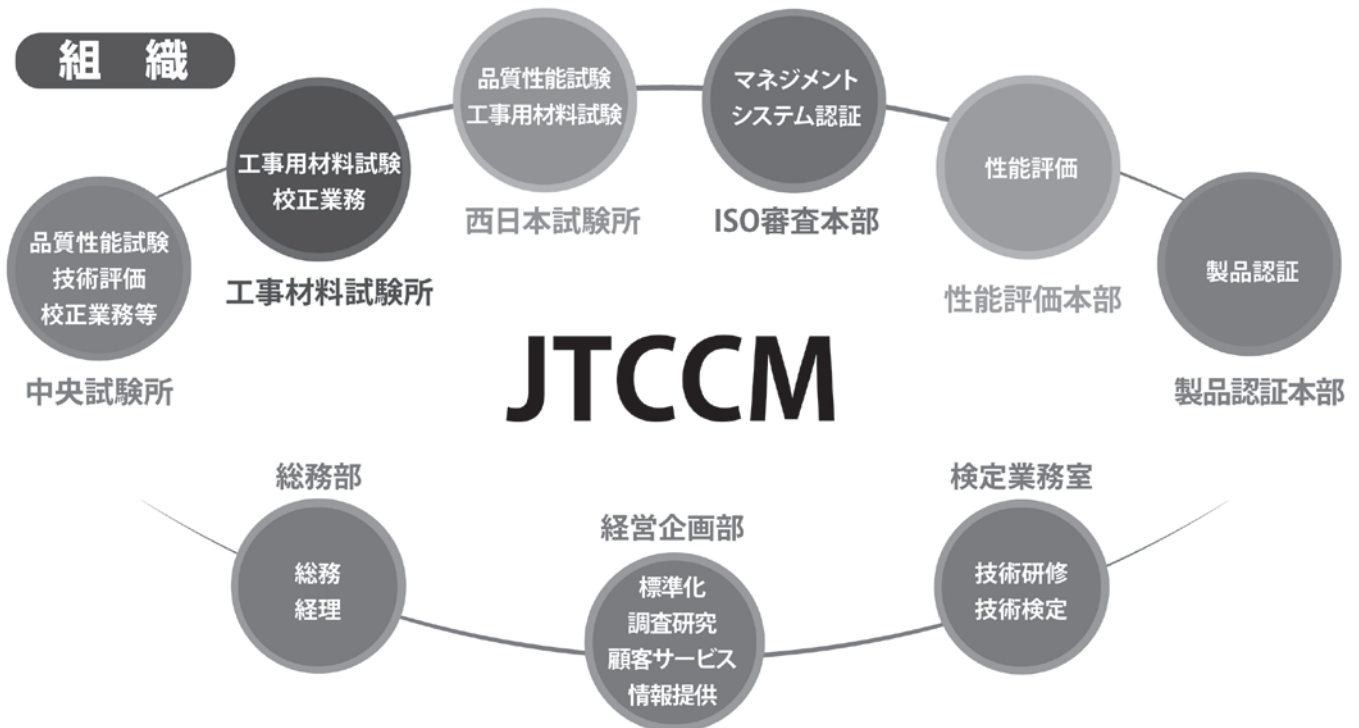 組 織
品質性能試験
技術評価
校正業務等
中央試験所
工事用材料試験
校正業務
工事材料試験所
品質性能試験
工事用材料試験
西日本試験所
マネジメント
システム認証
ISO審査本部
性能評価
性能評価本部
製品認証
製品認証本部
JTCCM
総務部
総務
経理
経営企画部
標準化
調査研究
顧客サービス
情報提供
検定業務室
技術研修
技術検定